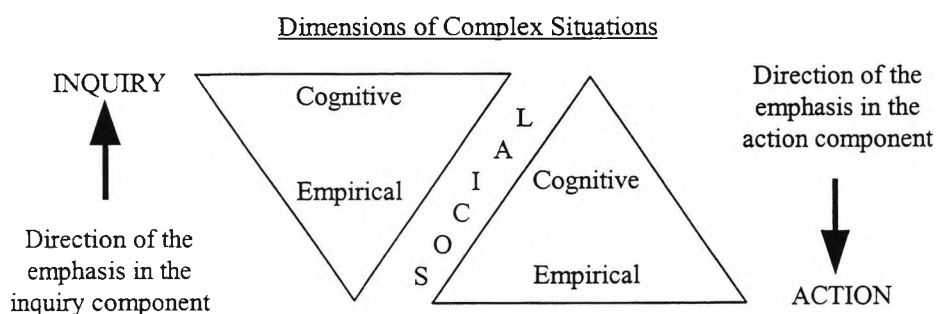 Dimensions of Complex Situations
INQUIRY
Direction of the
emphasis in the
inquiry component
Cognitive
Empirical
SOCIAL
Cognitive
Empirical
Direction of the
emphasis in the
action component
ACTION